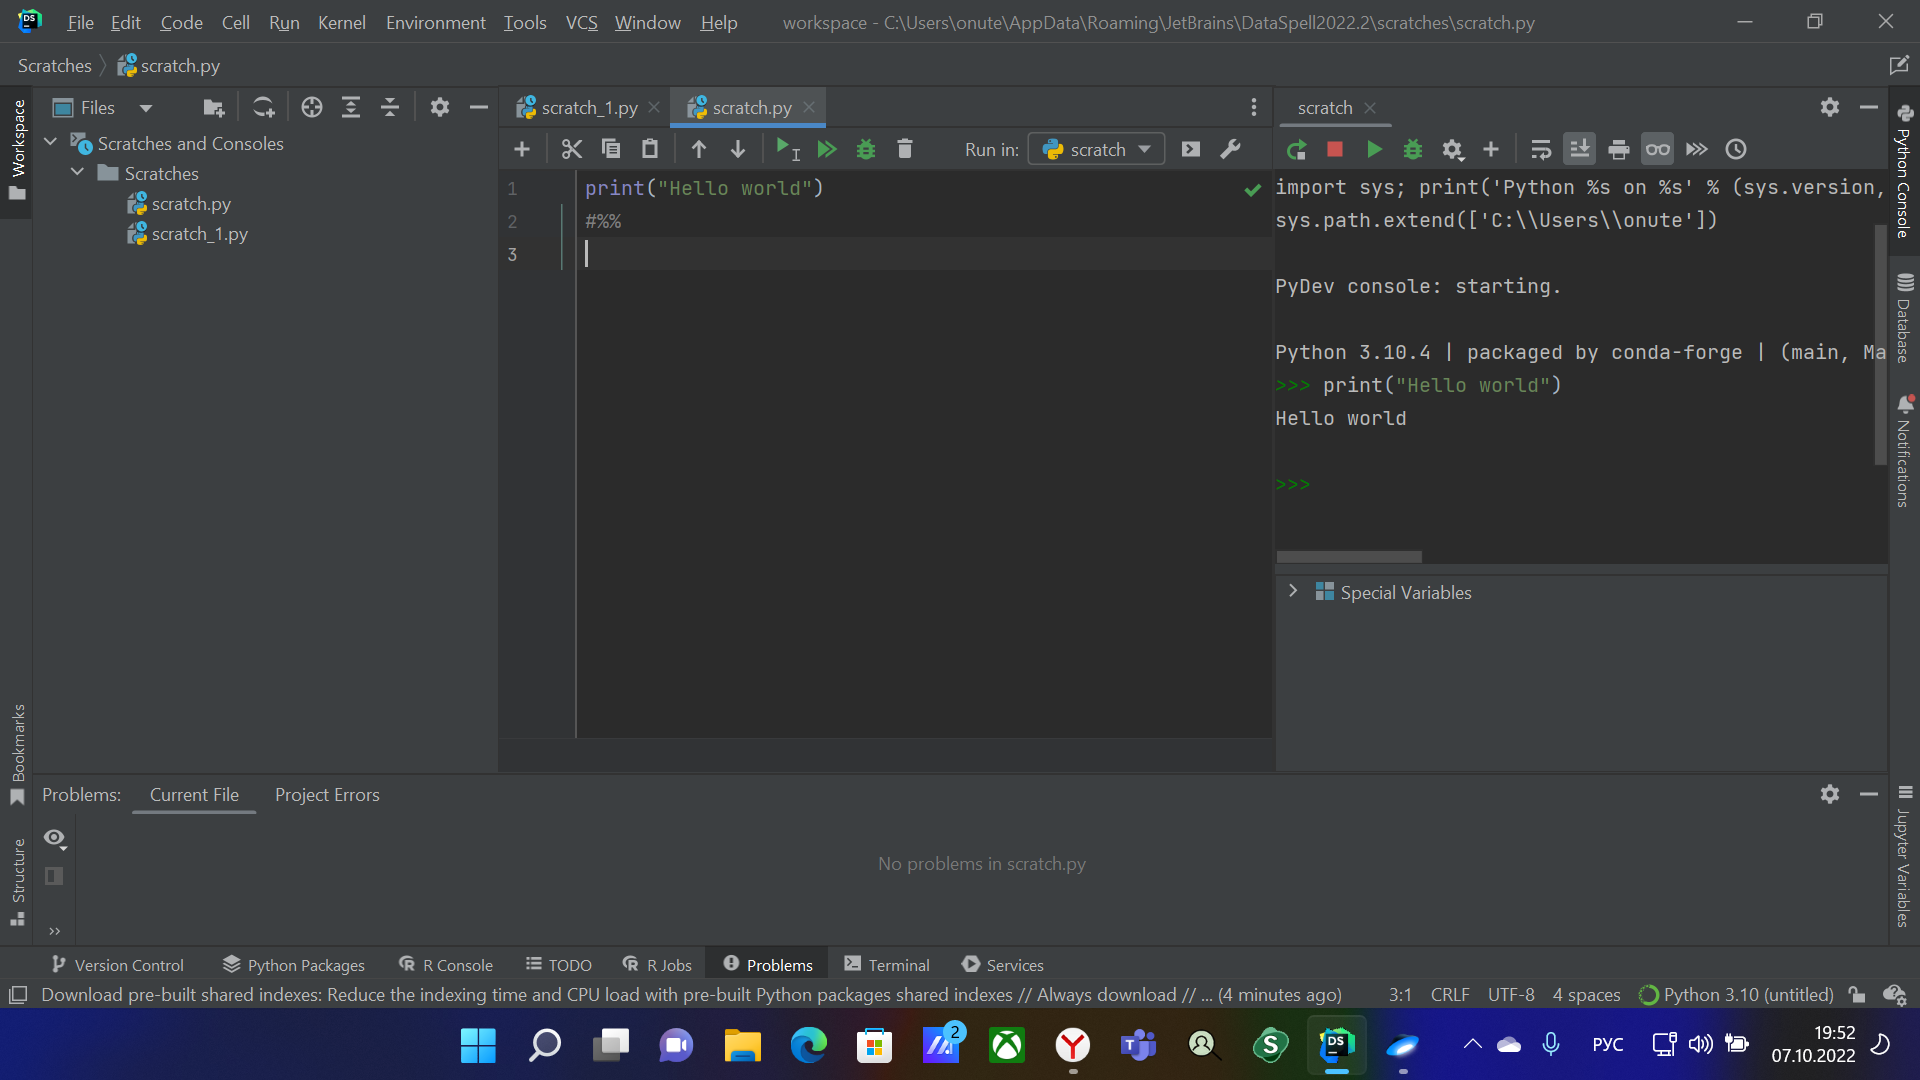 File Edit Code Cell Run Kernel Environment Tools VCS Window Help workspace - C:\Users\onute\AppData\Roaming\JetBrains\DataSpell2022.2\scratches\scratch.py
Scratches scratch.py
Workspace
Files
Scratches and Consoles
Scratches
scratch.py
scratch_1.py
Bookmarks
Structure
scratch_1.py scratch.py
Run in: scratch
1 print("Hello world")
2 #%%
3
scratch
import sys; print('Python %s on %s' % (sys.version,
sys.path.extend(['C:\\Users\\onute'])
PyDev console: starting.
Python 3.10.4 | packaged by conda-forge | (main, Ma
>>> print("Hello world")
Hello world
>>>
Special Variables
Python Console
Database
Notifications
Jupyter Variables
Problems: Current File Project Errors
No problems in scratch.py
Version Control Python Packages R Console TODO R Jobs Problems Terminal Services
Download pre-built shared indexes: Reduce the indexing time and CPU load with pre-built Python packages shared indexes // Always download // ... (4 minutes ago) 3:1 CRLF UTF-8 4 spaces Python 3.10 (untitled)
2
DS
РУС
19:52
07.10.2022